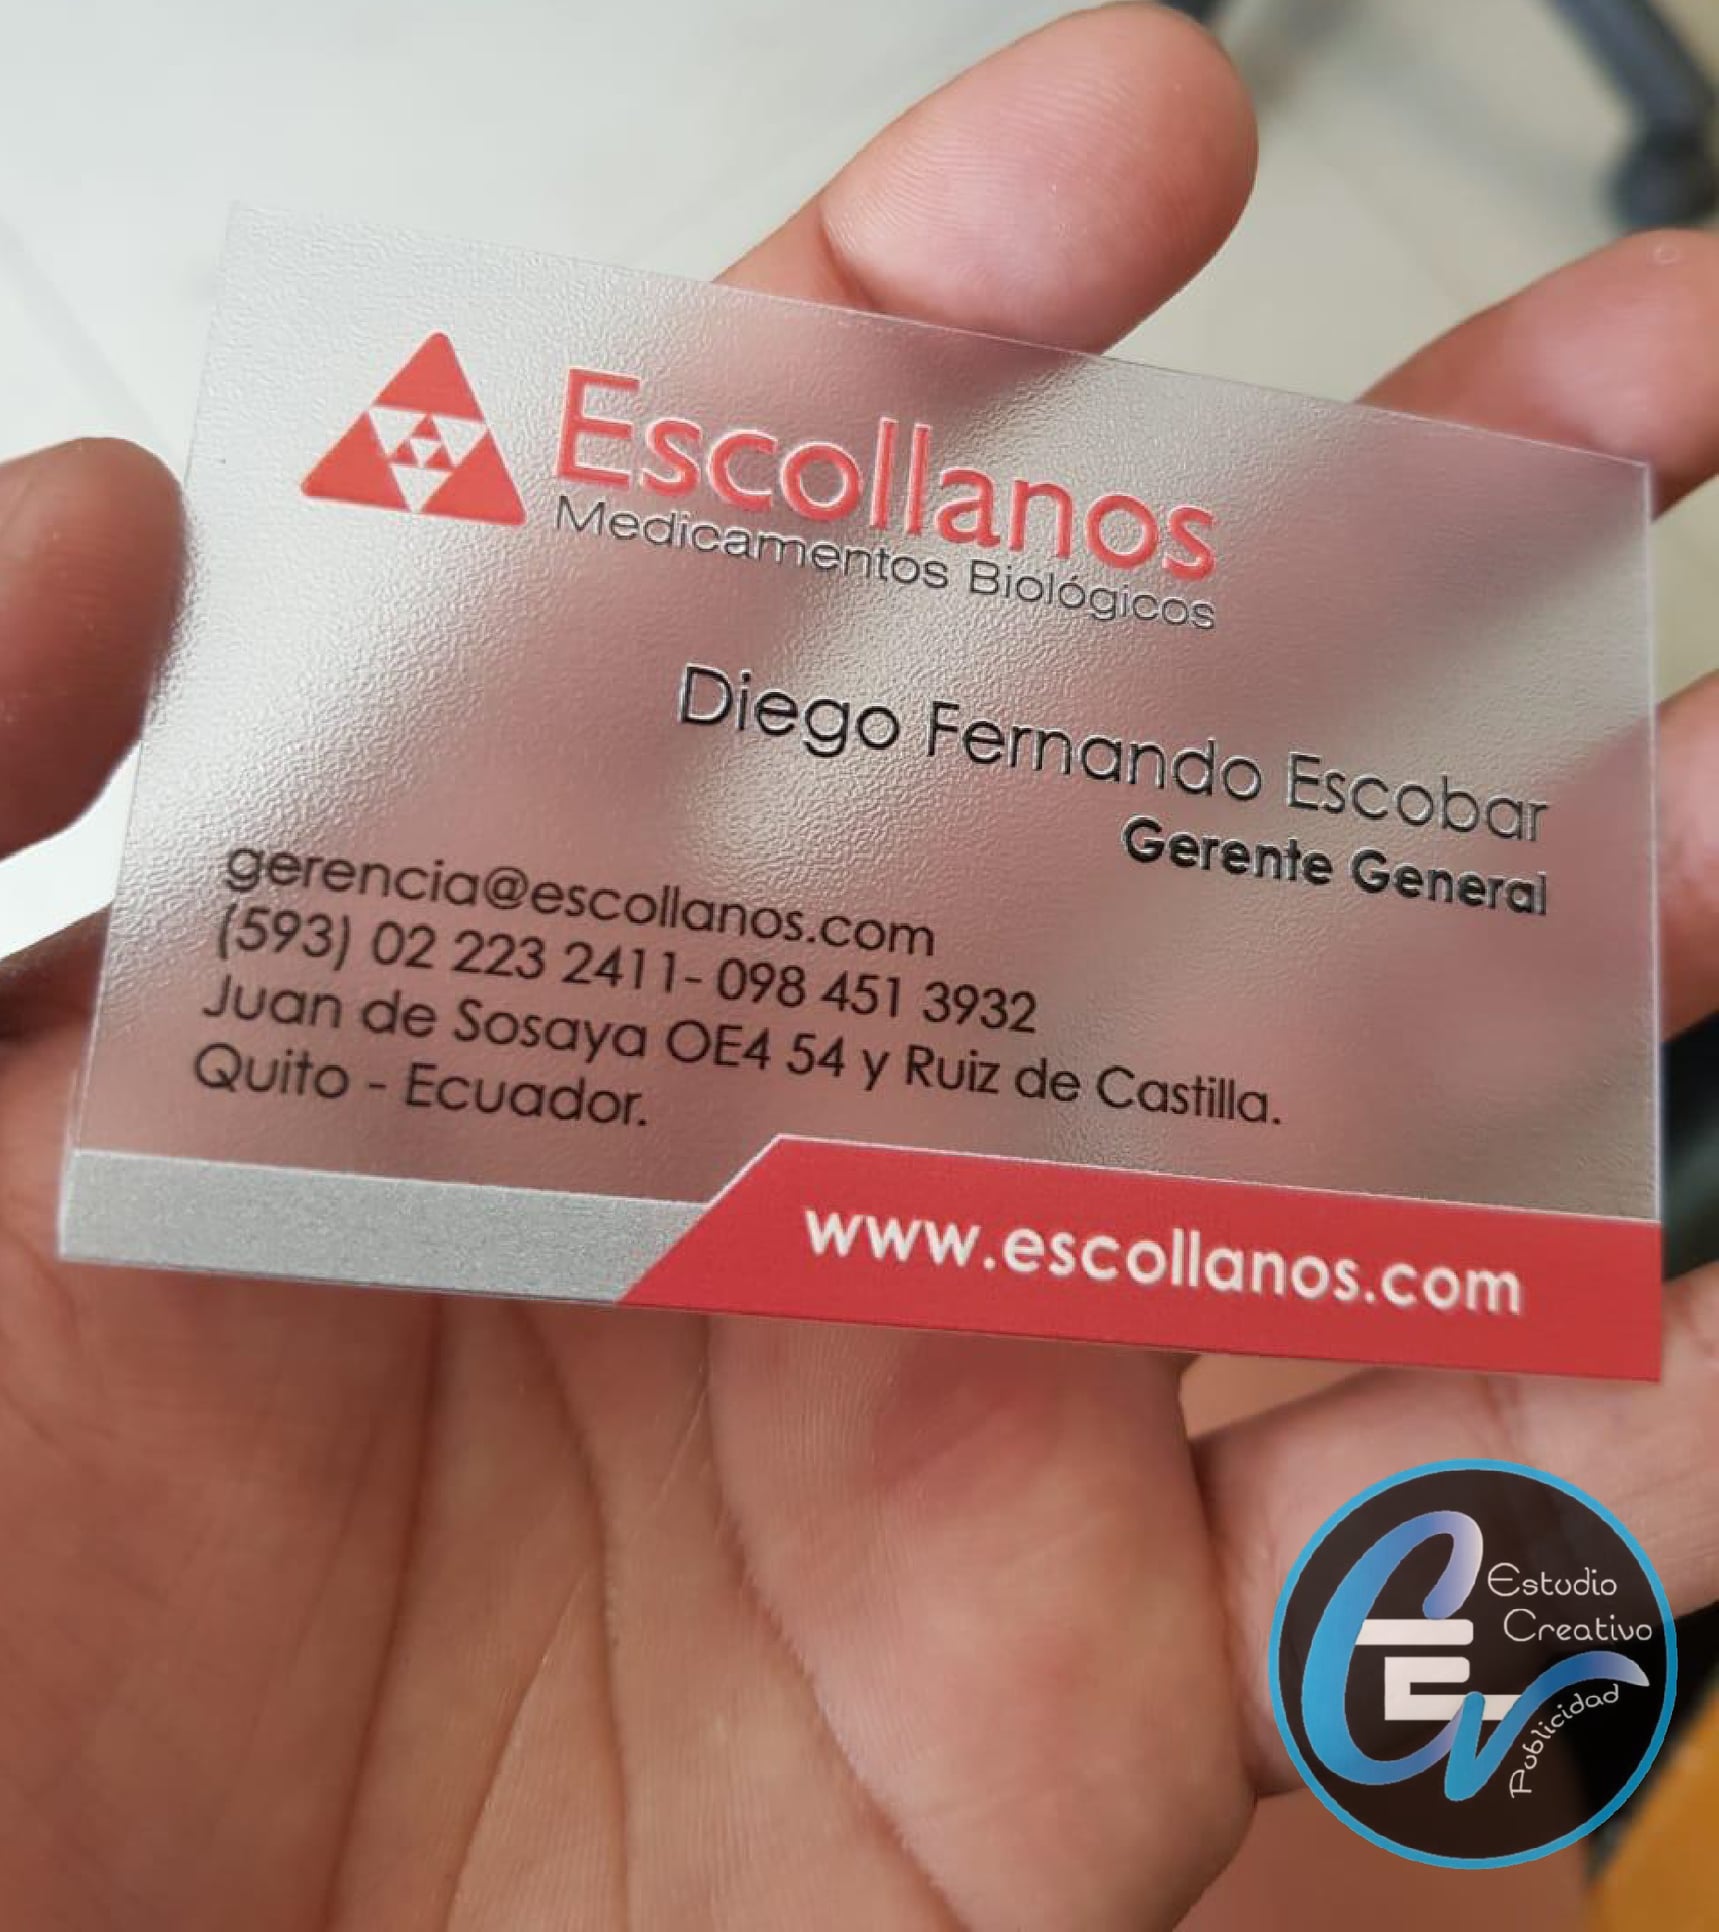 Escollanos
Medicamentos Biológicos
Diego Fernando Escobar
Gerente General
gerencia@escollanos.com
(593) 02 223 2411- 098 451 3932
Juan de Sosaya OE4 54 y Ruiz de Castilla.
Quito - Ecuador.
www.escollanos.com
Estudio
Creativo
Publicidad